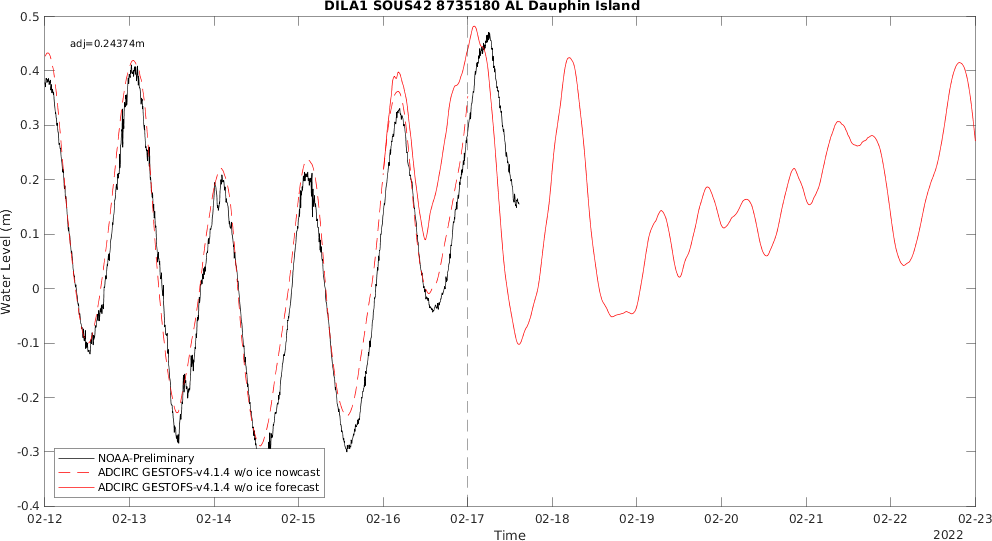 DILA1 SOUS42 8735180 AL Dauphin Island
adj=0.24374m
0.5
0.4
0.3
0.2
0.1
0
-0.1
-0.2
-0.3
-0.4
Water Level (m)
NOAA-Preliminary
ADCIRC GESTOFS-v4.1.4 w/o ice nowcast
ADCIRC GESTOFS-v4.1.4 w/o ice forecast
02-12 02-13 02-14 02-15 02-16 02-17 02-18 02-19 02-20 02-21 02-22 02-23
Time
2022